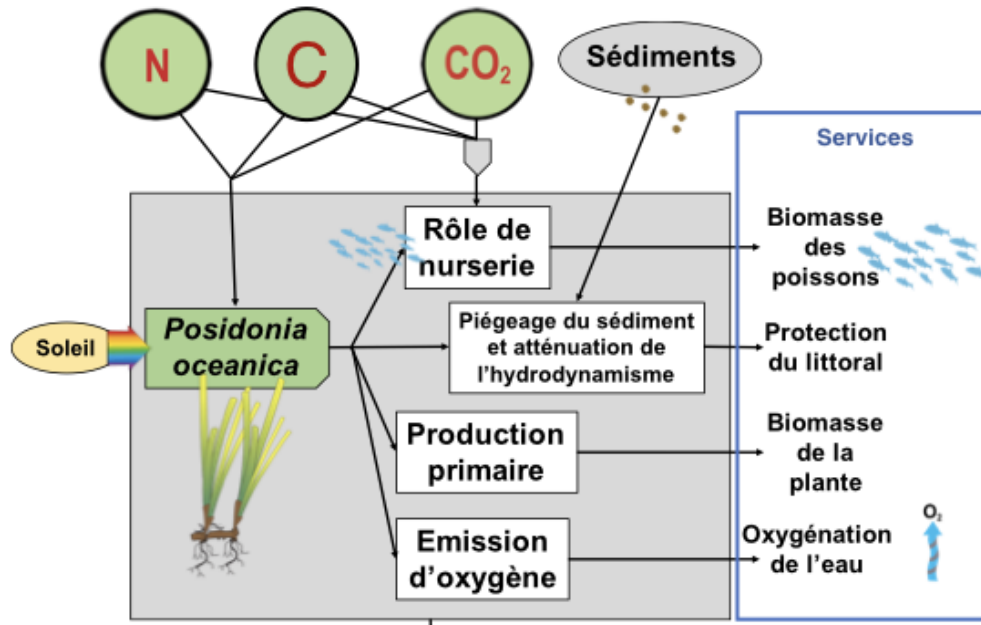 N
C
CO₂
Sédiments
Services
Rôle de
nurserie
Biomasse
des
poissons
Soleil
Posidonia
oceanica
Piégeage du sédiment
et atténuation de
l'hydrodynamisme
Protection
du littoral
Production
primaire
Biomasse
de la
plante
Emission
d'oxygène
Oxygénation
de l'eau
O₂